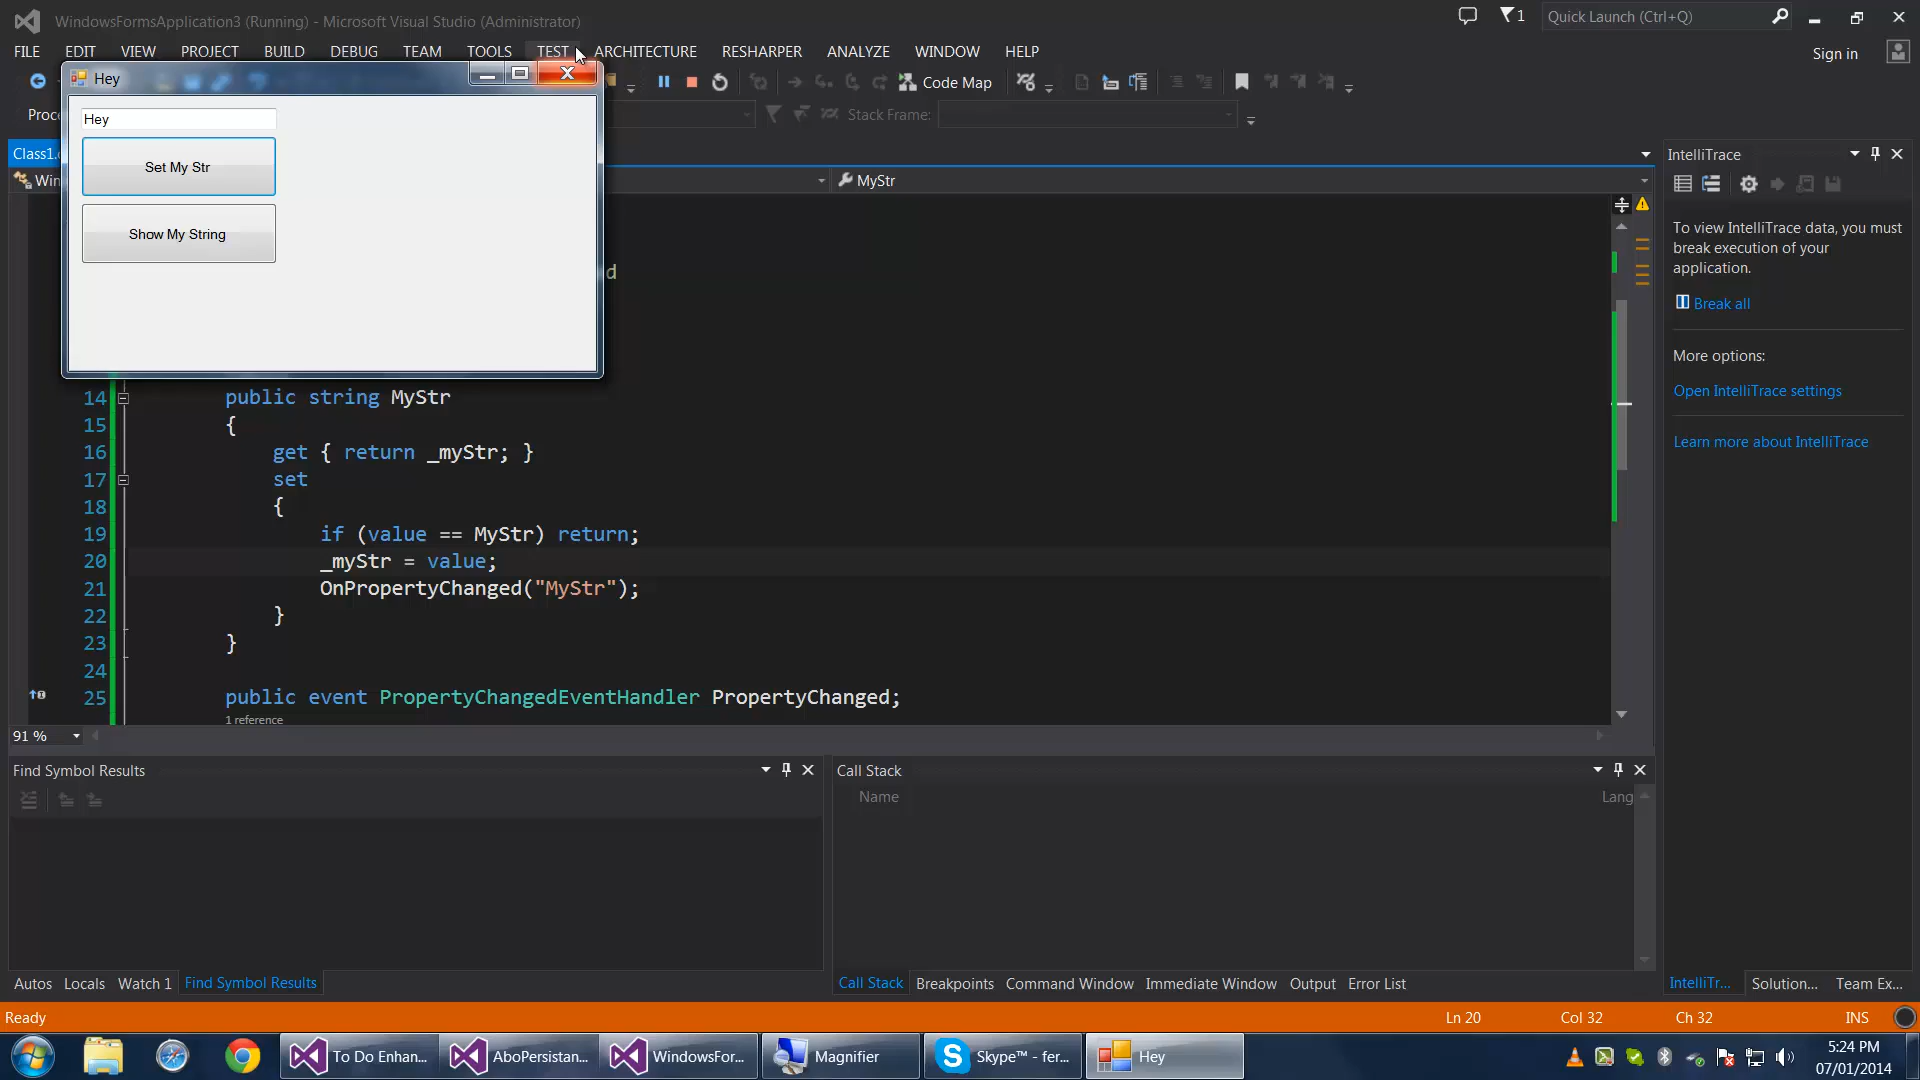 WindowsFormsApplication3 (Running) - Microsoft Visual Studio (Administrator)
1
Quick Launch (Ctrl+Q)
FILE EDIT VIEW PROJECT BUILD DEBUG TEAM TOOLS TEST ARCHITECTURE RESHARPER ANALYZE WINDOW HELP
Sign in
Hey
Code Map
Stack Frame:
Hey
Set My Str
Show My String
Class1.
MyStr
IntelliTrace
To view IntelliTrace data, you must
break execution of your
application.
Break all
More options:
Open IntelliTrace settings
Learn more about IntelliTrace
d
14 public string MyStr
15 {
16 get { return _myStr; }
17 set
18 {
19 if (value == MyStr) return;
20 _myStr = value;
21 OnPropertyChanged("MyStr");
22 }
23 }
24
25 public event PropertyChangedEventHandler PropertyChanged;
1 reference
91 %
Find Symbol Results
Call Stack
Name
Lang
Autos Locals Watch 1 Find Symbol Results
Call Stack Breakpoints Command Window Immediate Window Output Error List
IntelliTr... Solution... Team Ex...
Ready
Ln 20 Col 32 Ch 32 INS
To Do Enhan... AboPersistan... WindowsFor... Magnifier Skype™ - fer... Hey
5:24 PM
07/01/2014